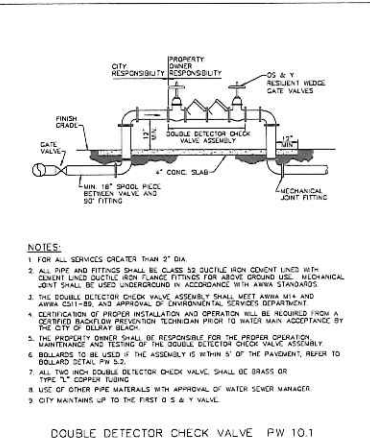 CITY
RESPONSIBILITY
PROPERTY
OWNER
RESPONSIBILITY
OS & Y
RESILIENT WEDGE
GATE VALVES
FINISH
GRADE
GATE
VALVE
12"
MIN.
DOUBLE DETECTOR CHECK
VALVE ASSEMBLY
12"
MIN
4" CONC. SLAB
MIN. 18" SPOOL PIECE
BETWEEN VALVE AND
90° FITTING
MECHANICAL
JOINT FITTING
NOTES:
1. FOR ALL SERVICES GREATER THAN 2" DIA.
2. ALL PIPE AND FITTINGS SHALL BE CLASS 52 DUCTILE IRON CEMENT LINED WITH
CEMENT LINED DUCTILE IRON FLANGE FITTINGS FOR ABOVE GROUND USE. MECHANICAL
JOINT SHALL BE USED UNDERGROUND IN ACCORDANCE WITH AWWA STANDARDS
3. THE DOUBLE DETECTOR CHECK VALVE ASSEMBLY SHALL MEET AWWA M14 AND
AWWA C511-89, AND APPROVAL OF ENVIRONMENTAL SERVICES DEPARTMENT
4. CERTIFICATION OF PROPER INSTALLATION AND OPERATION WILL BE REQUIRED FROM A
CERTIFIED BACKFLOW PREVENTION TECHNICIAN PRIOR TO WATER MAIN ACCEPTANCE BY
THE CITY OF DELRAY BEACH.
5. THE PROPERTY OWNER SHALL BE RESPONSIBLE FOR THE PROPER OPERATION,
MAINTENANCE AND TESTING OF THE DOUBLE DETECTOR CHECK VALVE ASSEMBLY
6. BOLLARDS TO BE USED IF THE ASSEMBLY IS WITHIN 5' OF THE PAVEMENT, REFER TO
BOLLARD DETAIL PW 5.2.
7. ALL TWO INCH DOUBLE DETECTOR CHECK VALVE, SHALL BE BRASS OR
TYPE "L" COPPER TUBING
8. USE OF OTHER PIPE MATERIALS WITH APPROVAL OF WATER SEWER MANAGER.
9. CITY MAINTAINS UP TO THE FIRST O S & Y VALVE.
DOUBLE DETECTOR CHECK VALVE PW 10.1